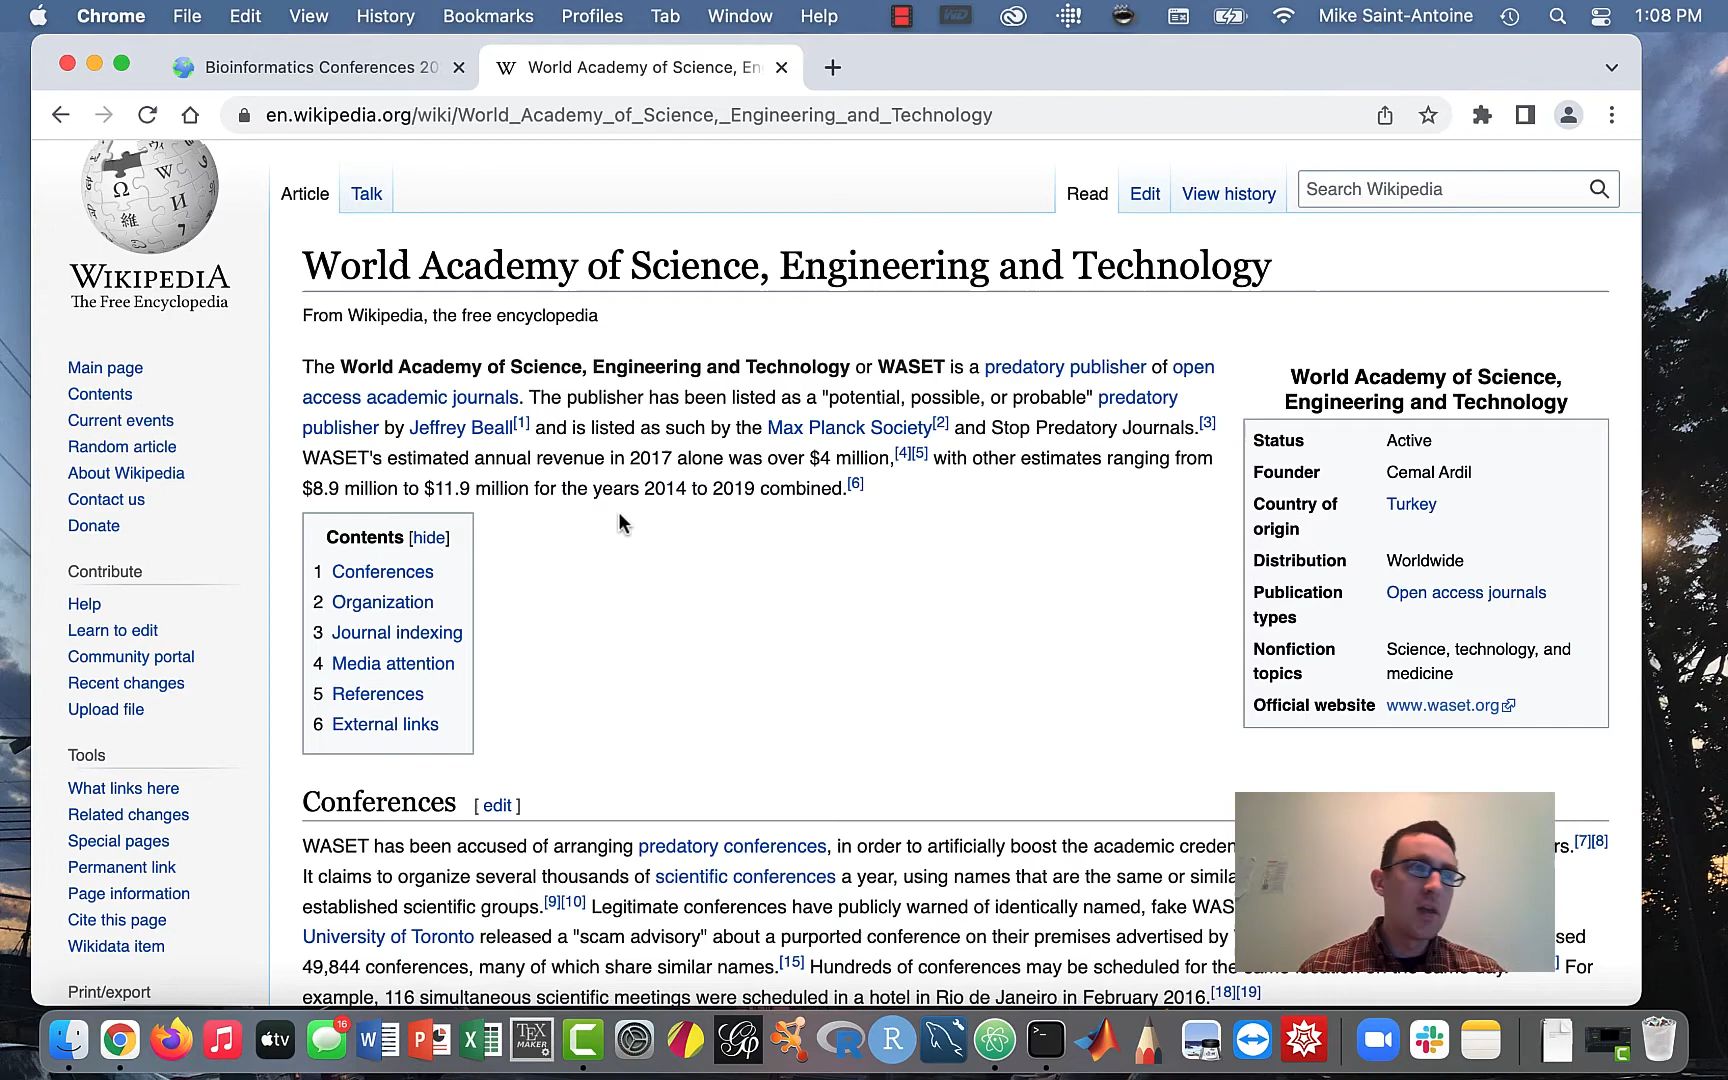 Chrome File Edit View History Bookmarks Profiles Tab Window Help Mike Saint-Antoine 1:08 PM
Bioinformatics Conferences 20
W World Academy of Science, En
en.wikipedia.org/wiki/World_Academy_of_Science,_Engineering_and_Technology
WIKIPEDIA
The Free Encyclopedia
Main page
Contents
Current events
Random article
About Wikipedia
Contact us
Donate
Contribute
Help
Learn to edit
Community portal
Recent changes
Upload file
Tools
What links here
Related changes
Special pages
Permanent link
Page information
Cite this page
Wikidata item
Print/export
Article Talk Read Edit View history Search Wikipedia
World Academy of Science, Engineering and Technology
From Wikipedia, the free encyclopedia
The World Academy of Science, Engineering and Technology or WASET is a predatory publisher of open
access academic journals. The publisher has been listed as a "potential, possible, or probable" predatory
publisher by Jeffrey Beall[1] and is listed as such by the Max Planck Society[2] and Stop Predatory Journals.[3]
WASET's estimated annual revenue in 2017 alone was over $4 million,[4][5] with other estimates ranging from
$8.9 million to $11.9 million for the years 2014 to 2019 combined.[6]
Contents [hide]
1 Conferences
2 Organization
3 Journal indexing
4 Media attention
5 References
6 External links
World Academy of Science,
Engineering and Technology
Status Active
Founder Cemal Ardil
Country of origin Turkey
Distribution Worldwide
Publication types Open access journals
Nonfiction topics Science, technology, and medicine
Official website www.waset.org
Conferences [ edit ]
WASET has been accused of arranging predatory conferences, in order to artificially boost the academic creden rs.[7][8]
It claims to organize several thousands of scientific conferences a year, using names that are the same or simila
established scientific groups.[9][10] Legitimate conferences have publicly warned of identically named, fake WAS
University of Toronto released a "scam advisory" about a purported conference on their premises advertised by sed
49,844 conferences, many of which share similar names.[15] Hundreds of conferences may be scheduled for the same location on the same day. For
example, 116 simultaneous scientific meetings were scheduled in a hotel in Rio de Janeiro in February 2016.[18][19]
16
tv
TEX
MAKER